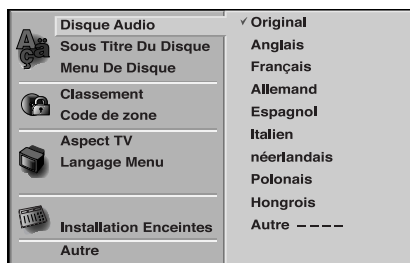 Disque Audio
Sous Titre Du Disque
Menu De Disque
Classement
Code de zone
Aspect TV
Langage Menu
Installation Enceintes
Autre
✓ Original
Anglais
Français
Allemand
Espagnol
Italien
néerlandais
Polonais
Hongrois
Autre – – – –